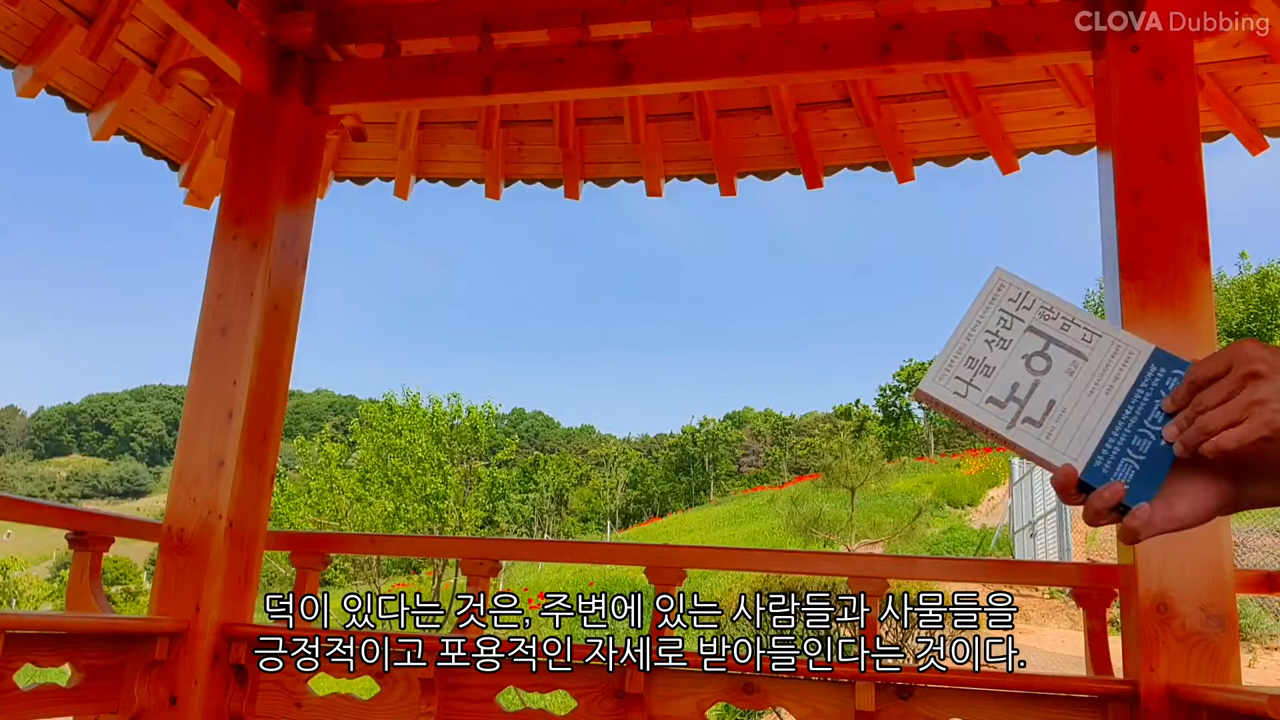 CLOVA Dubbing
나를 살리는
한마디
논어
덕이 있다는 것은, 주변에 있는 사람들과 사물들을
긍정적이고 포용적인 자세로 받아들인다는 것이다.